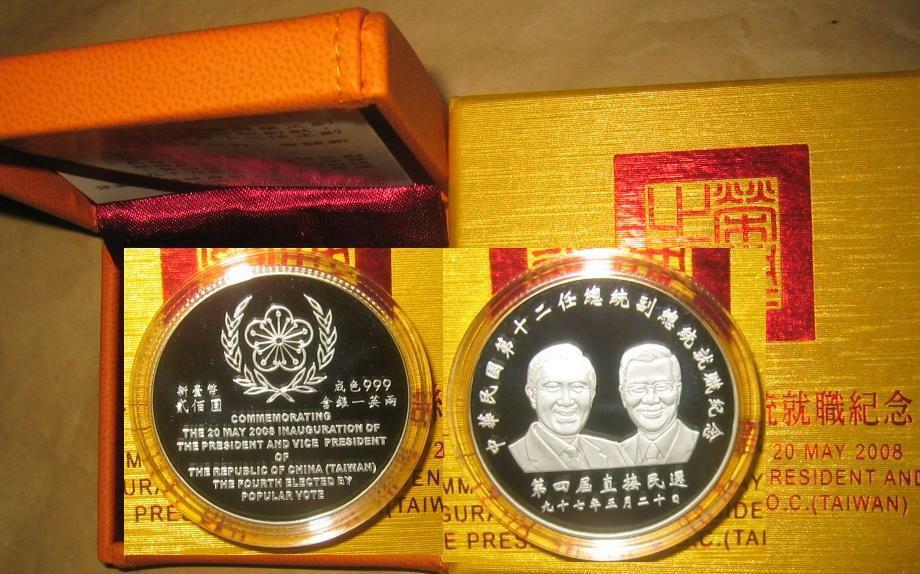 新臺幣
貳佰圓
成色999
含銀一英兩
COMMEMORATING
THE 20 MAY 2008 INAUGURATION OF
THE PRESIDENT AND VICE PRESIDENT
OF
THE REPUBLIC OF CHINA (TAIWAN)
THE FOURTH ELECTED BY
POPULAR VOTE
中華民國第十二任總統副總統就職紀念
第四屆直接民選
九十七年五月二十日
統就職紀念
20 MAY 2008
RESIDENT AND
O.C.(TAIWAN)